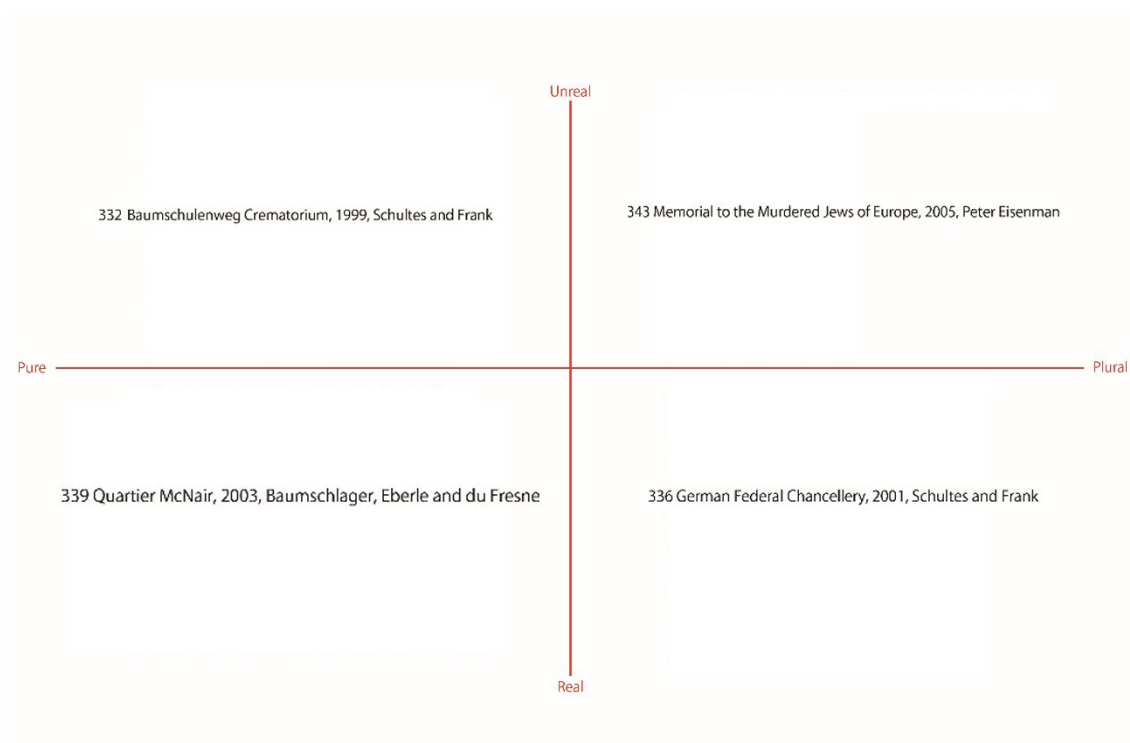 Unreal
332 Baumschulenweg Crematorium, 1999, Schultes and Frank
343 Memorial to the Murdered Jews of Europe, 2005, Peter Eisenman
Pure
Plural
339 Quartier McNair, 2003, Baumschlager, Eberle and du Fresne
336 German Federal Chancellery, 2001, Schultes and Frank
Real